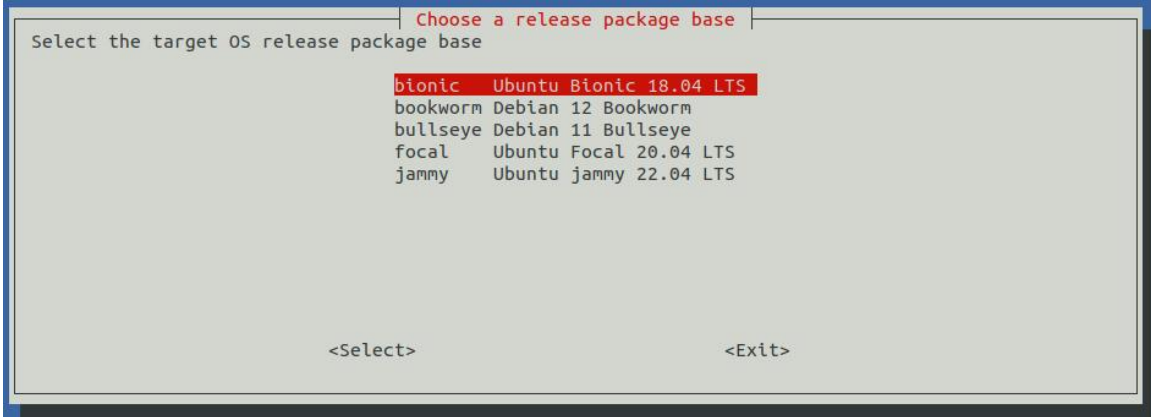 Choose a release package base
Select the target OS release package base
bionic Ubuntu Bionic 18.04 LTS
bookworm Debian 12 Bookworm
bullseye Debian 11 Bullseye
focal Ubuntu Focal 20.04 LTS
jammy Ubuntu jammy 22.04 LTS
<Select> <Exit>